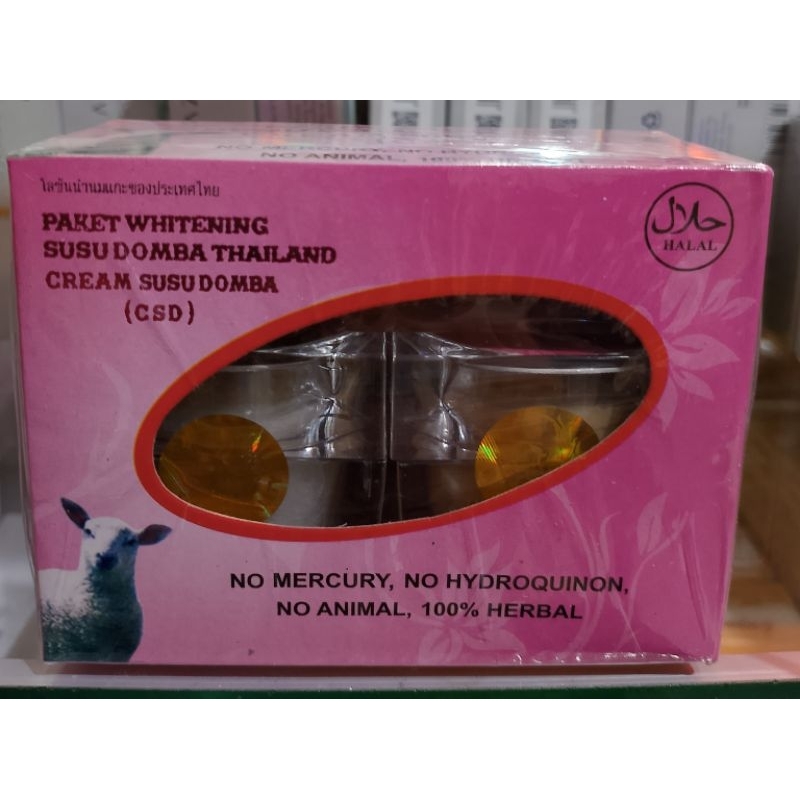 NO ANIMAL,
โลชั่นน้ำนมแกะของประเทศไทย
PAKET WHITENING
SUSU DOMBA THAILAND
CREAM SUSU DOMBA
(CSD)
حلال
HALAL
NO MERCURY, NO HYDROQUINON,
NO ANIMAL, 100% HERBAL